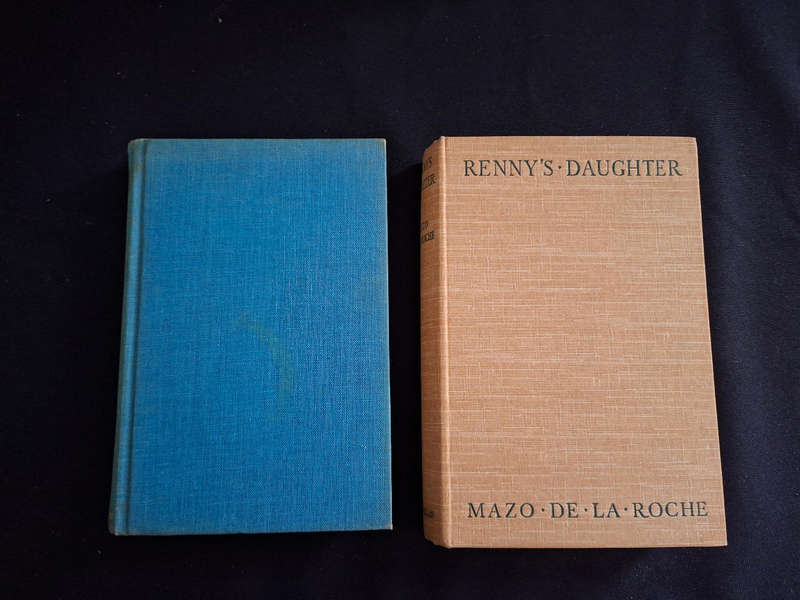 RENNY'S · DAUGHTER
MAZO · DE · LA · ROCHE